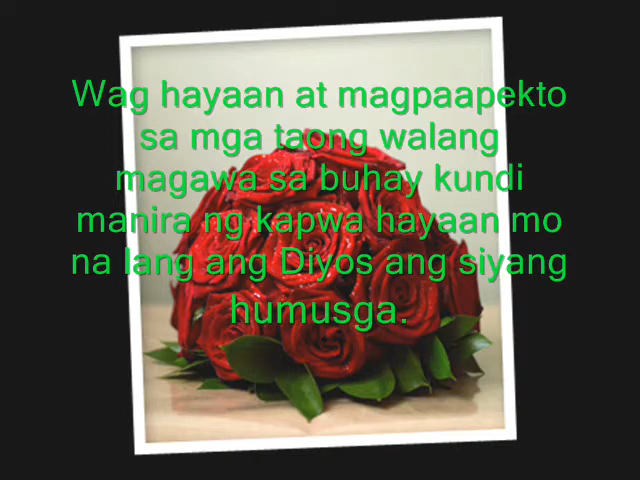 Wag hayaan at magpaapekto
sa mga taong walang
magawa sa buhay kundi
manira ng kapwa hayaan mo
na lang ang Diyos ang siyang
humusga.